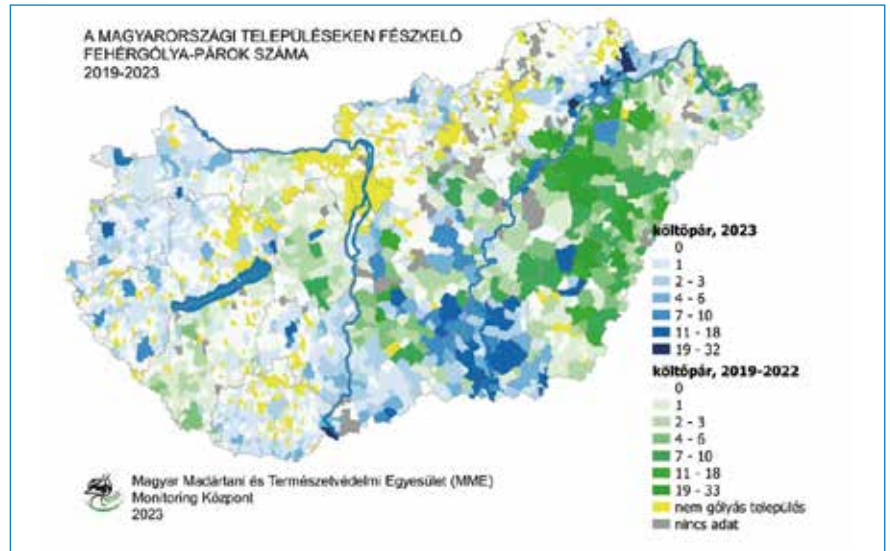 A MAGYARORSZÁGI TELEPÜLÉSEKEN FÉSZKELŐ
FEHÉRGÓLYA-PÁROK SZÁMA
2019-2023
költőpár, 2023
0
1
2 - 3
4 - 6
7 - 10
11 - 18
19 - 32
költőpár, 2019-2022
0
1
2 - 3
4 - 6
7 - 10
11 - 18
19 - 33
nem gólyás település
nincs adat
Magyar Madártani és Természetvédelmi Egyesület (MME)
Monitoring Központ
2023